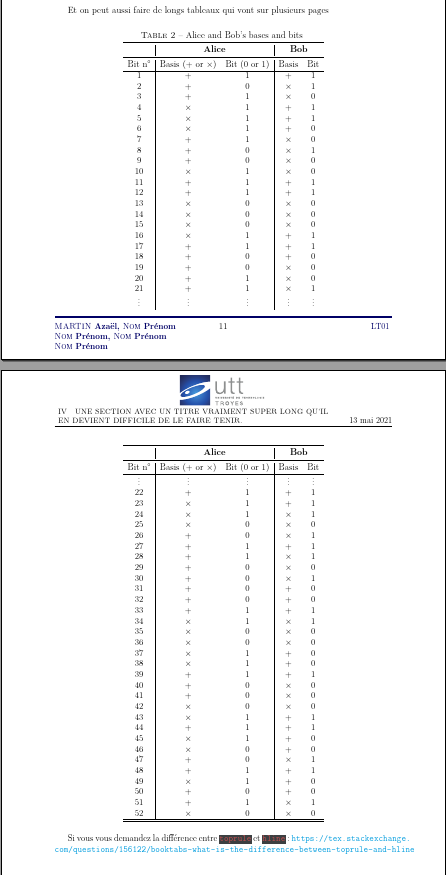 Et on peut aussi faire de longs tableaux qui vont sur plusieurs pages
TABLE 2 – Alice and Bob's bases and bits
Alice Bob
Bit n° Basis (+ or ×) Bit (0 or 1) Basis Bit
1 + 1 + 1
2 + 0 × 1
3 + 1 × 0
4 × 1 + 1
5 × 1 + 1
6 × 1 + 0
7 + 1 × 0
8 + 0 × 1
9 + 0 × 0
10 × 1 × 0
11 + 1 + 1
12 + 1 + 1
13 × 0 × 0
14 × 0 × 0
15 × 0 × 0
16 × 1 + 1
17 + 1 + 1
18 + 0 + 0
19 + 0 × 0
20 + 1 × 1
21 + 1 × 1
⋮ ⋮ ⋮ ⋮ ⋮
MARTIN Azaël, NOM Prénom 11 LT01
NOM Prénom, NOM Prénom
NOM Prénom
utt
TROYES
IV UNE SECTION AVEC UN TITRE VRAIMENT SUPER LONG QU'IL
EN DEVIENT DIFFICILE DE LE FAIRE TENIR. 13 mai 2021
Alice Bob
Bit n° Basis (+ or ×) Bit (0 or 1) Basis Bit
⋮ ⋮ ⋮ ⋮ ⋮
22 + 1 + 1
23 × 1 + 1
24 × 1 × 1
25 × 0 × 0
26 + 0 × 1
27 + 1 + 1
28 + 1 × 1
29 + 0 × 0
30 + 0 × 1
31 + 0 + 0
32 + 0 + 0
33 + 1 + 1
34 × 1 × 1
35 × 0 × 0
36 × 0 × 0
37 × 1 + 0
38 × 1 + 0
39 + 1 + 1
40 + 0 × 0
41 + 0 × 0
42 × 0 × 0
43 × 1 + 1
44 + 1 + 1
45 × 1 + 0
46 × 0 + 0
47 × 0 × 1
48 + 1 + 1
49 × 1 + 0
50 + 0 + 0
51 + 1 × 1
52 × 0 × 0
Si vous vous demandez la différence entre toprule et hline : https://tex.stackexchange.
com/questions/156122/booktabs-what-is-the-difference-between-toprule-and-hline